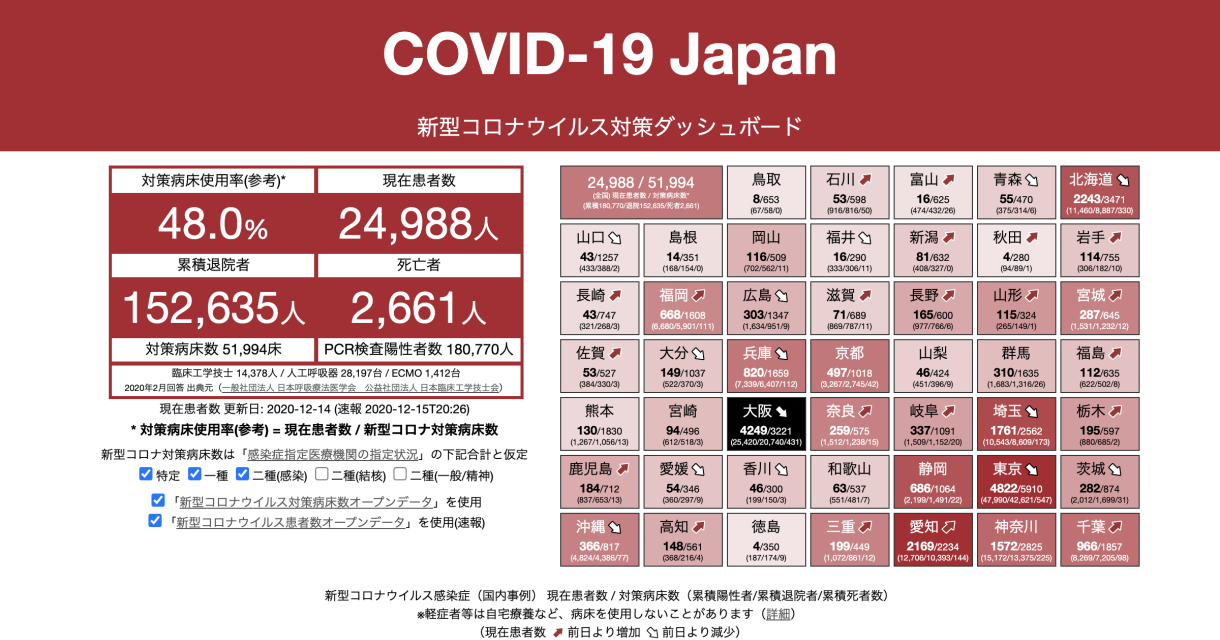 COVID-19 Japan
新型コロナウイルス対策ダッシュボード
対策病床使用率(参考)*
現在患者数
48.0%
24,988人
累積退院者
死亡者
152,635人
2,661人
対策病床数 51,994床
PCR検査陽性者数 180,770人
臨床工学技士 14,378人 / 人工呼吸器 28,197台 / ECMO 1,412台
2020年2月回答 出典元（一般社団法人 日本呼吸療法医学会　公益社団法人 日本臨床工学技士会）
現在患者数 更新日: 2020-12-14 (速報 2020-12-15T20:26)
* 対策病床使用率(参考) = 現在患者数 / 新型コロナ対策病床数
新型コロナウイルス対策病床数は「感染症指定医療機関の指定状況」の下記合計と仮定
特定 一種 二種(感染) 二種(結核) 二種(一般/精神)
「新型コロナウイルス対策病床数オープンデータ」を使用
「新型コロナウイルス患者数オープンデータ」を使用(速報)
24,988 / 51,994
(全国) 現在患者数 / 対策病床数*
(累積180,770/退院152,635/死者2,661)
鳥取
8/653
(67/58/0)
石川
53/598
(916/816/50)
富山
16/625
(474/432/26)
青森
55/470
(375/314/6)
北海道
2243/3471
(11,460/8,887/330)
山口
43/1257
(433/388/2)
島根
14/351
(168/154/0)
岡山
116/509
(702/562/11)
福井
16/290
(333/306/11)
新潟
81/632
(408/327/0)
秋田
4/280
(94/89/1)
岩手
114/755
(306/182/10)
長崎
43/747
(321/268/3)
福岡
668/1608
(6,680/5,901/111)
広島
303/1347
(1,634/951/9)
滋賀
71/689
(869/787/11)
長野
165/600
(977/766/6)
山形
115/324
(265/149/1)
宮城
287/645
(1,531/1,232/12)
佐賀
53/527
(384/330/3)
大分
149/1037
(522/370/3)
兵庫
820/1659
(7,339/6,407/112)
京都
497/1018
(3,267/2,745/42)
山梨
46/424
(451/396/9)
群馬
310/1635
(1,683/1,316/26)
福島
112/635
(622/502/8)
熊本
130/1830
(1,267/1,056/13)
宮崎
94/496
(612/518/3)
大阪
4249/3221
(25,420/20,740/431)
奈良
259/575
(1,512/1,238/15)
岐阜
337/1091
(1,509/1,152/20)
埼玉
1761/2562
(10,543/8,609/173)
栃木
195/597
(880/685/2)
鹿児島
184/712
(837/653/13)
愛媛
54/346
(360/297/9)
香川
46/300
(199/150/3)
和歌山
63/537
(551/481/7)
静岡
686/1064
(2,199/1,491/22)
東京
4822/5910
(47,990/42,621/547)
茨城
282/874
(2,012/1,699/31)
沖縄
366/817
(4,824/4,386/77)
高知
148/561
(368/216/4)
徳島
4/350
(187/174/9)
三重
199/449
(1,072/861/12)
愛知
2169/2234
(12,706/10,393/144)
神奈川
1572/2825
(15,172/13,375/225)
千葉
966/1857
(8,269/7,205/98)
新型コロナウイルス感染症（国内事例） 現在患者数 / 対策病床数（累積陽性者/累積退院者/累積死者数）
※軽症者等は自宅療養など、病床を使用しないことがあります（詳細）
（現在患者数 前日より増加 前日より減少）